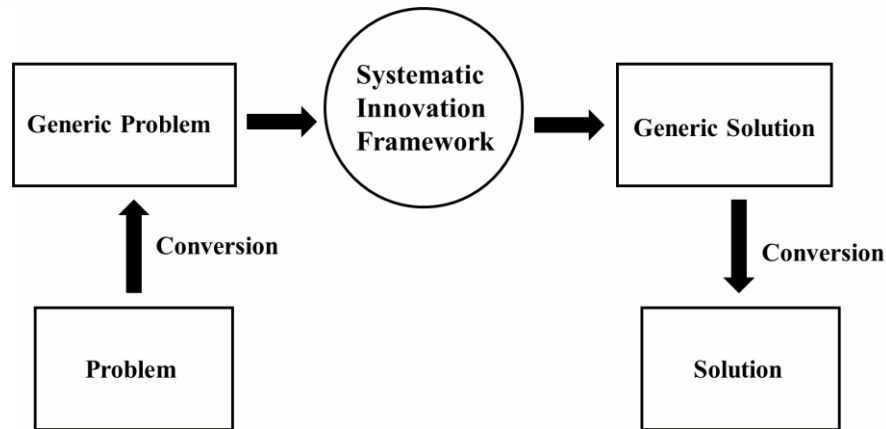 Systematic
Innovation
Framework
Generic Problem
Generic Solution
Conversion
Conversion
Problem
Solution